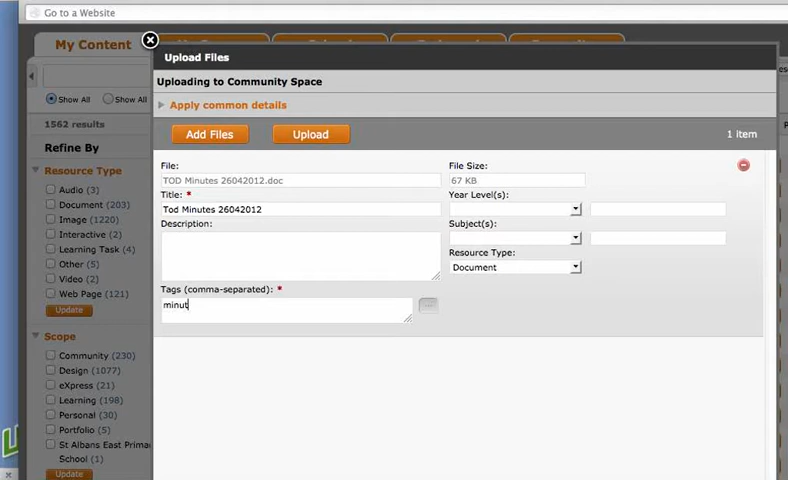 Go to a Website
My Content
Upload Files
Uploading to Community Space
Show All
Show All
Apply common details
1562 results
Add Files
Upload
1 item
Refine By
Resource Type
Audio (3)
Document (203)
Image (1220)
Interactive (2)
Learning Task (4)
Other (5)
Video (2)
Web Page (121)
Update
Scope
Community (230)
Design (1077)
eXpress (21)
Learning (198)
Personal (30)
Portfolio (5)
St Albans East Prima
School (1)
Update
File:
TOD Minutes 26042012.doc
File Size:
67 KB
Title: *
Tod Minutes 26042012
Year Level(s):
Description:
Subject(s):
Resource Type:
Document
Tags (comma-separated): *
minut